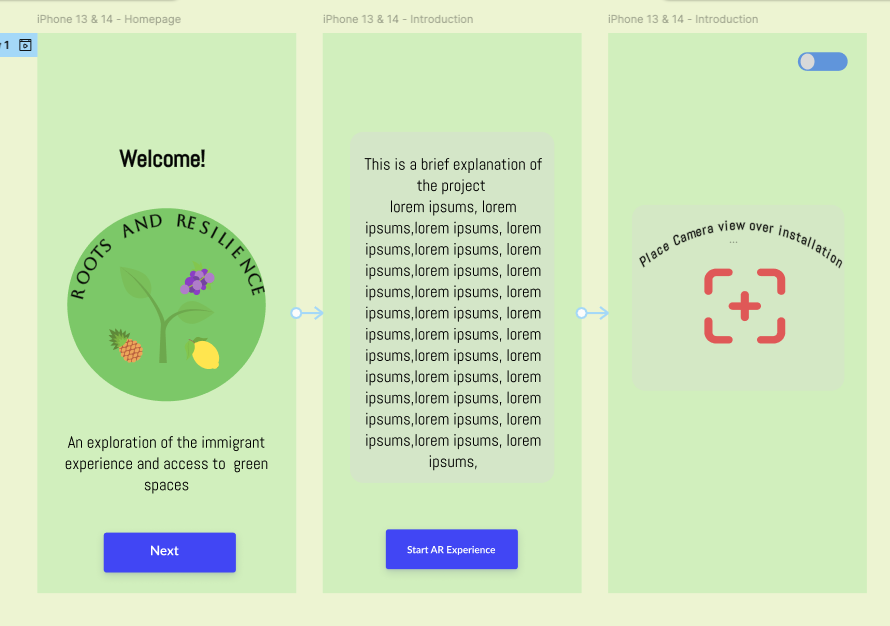 iPhone 13 & 14 - Homepage
iPhone 13 & 14 - Introduction
iPhone 13 & 14 - Introduction
1
Welcome!
ROOTS AND RESILIENCE
An exploration of the immigrant
experience and access to green
spaces
Next
This is a brief explanation of
the project
lorem ipsums, lorem
ipsums,lorem ipsums, lorem
ipsums,lorem ipsums, lorem
ipsums,lorem ipsums, lorem
ipsums,lorem ipsums, lorem
ipsums,lorem ipsums, lorem
ipsums,lorem ipsums, lorem
ipsums,lorem ipsums, lorem
ipsums,lorem ipsums, lorem
ipsums,lorem ipsums, lorem
ipsums,lorem ipsums, lorem
ipsums,lorem ipsums, lorem
ipsums,
Start AR Experience
Place Camera view over installation
...